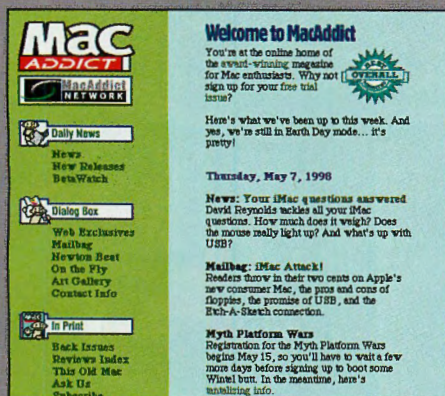 Mac
ADDICT
MacAddict
NETWORK
Daily News
News
New Releases
BetaWatch
Dialog Box
Web Exclusives
Mailbag
Newton Beat
On the Fly
Art Gallery
Contact Info
In Print
Back Issues
Reviews Index
This Old Mac
Ask Us
Subscribe
Welcome to MacAddict
You're at the online home of
the award-winning magazine
for Mac enthusiasts. Why not
sign up for your free trial
issue?
BEST
OVERALL
Here's what we've been up to this week. And
yes, we're still in Earth Day mode... it's
pretty!
Thursday, May 7, 1998
News: Your iMac questions answered
David Reynolds tackles all your iMac
questions. How much does it weigh? Does
the mouse really light up? And what's up with
USB?
Mailbag: iMac Attack!
Readers throw in their two cents on Apple's
new consumer Mac, the pros and cons of
floppies, the promise of USB, and the
Etch-A-Sketch connection.
Myth Platform Wars
Registration for the Myth Platform Wars
begins May 15, so you'll have to wait a few
more days before signing up to boot some
Wintel butt. In the meantime, here's
tantalizing info.